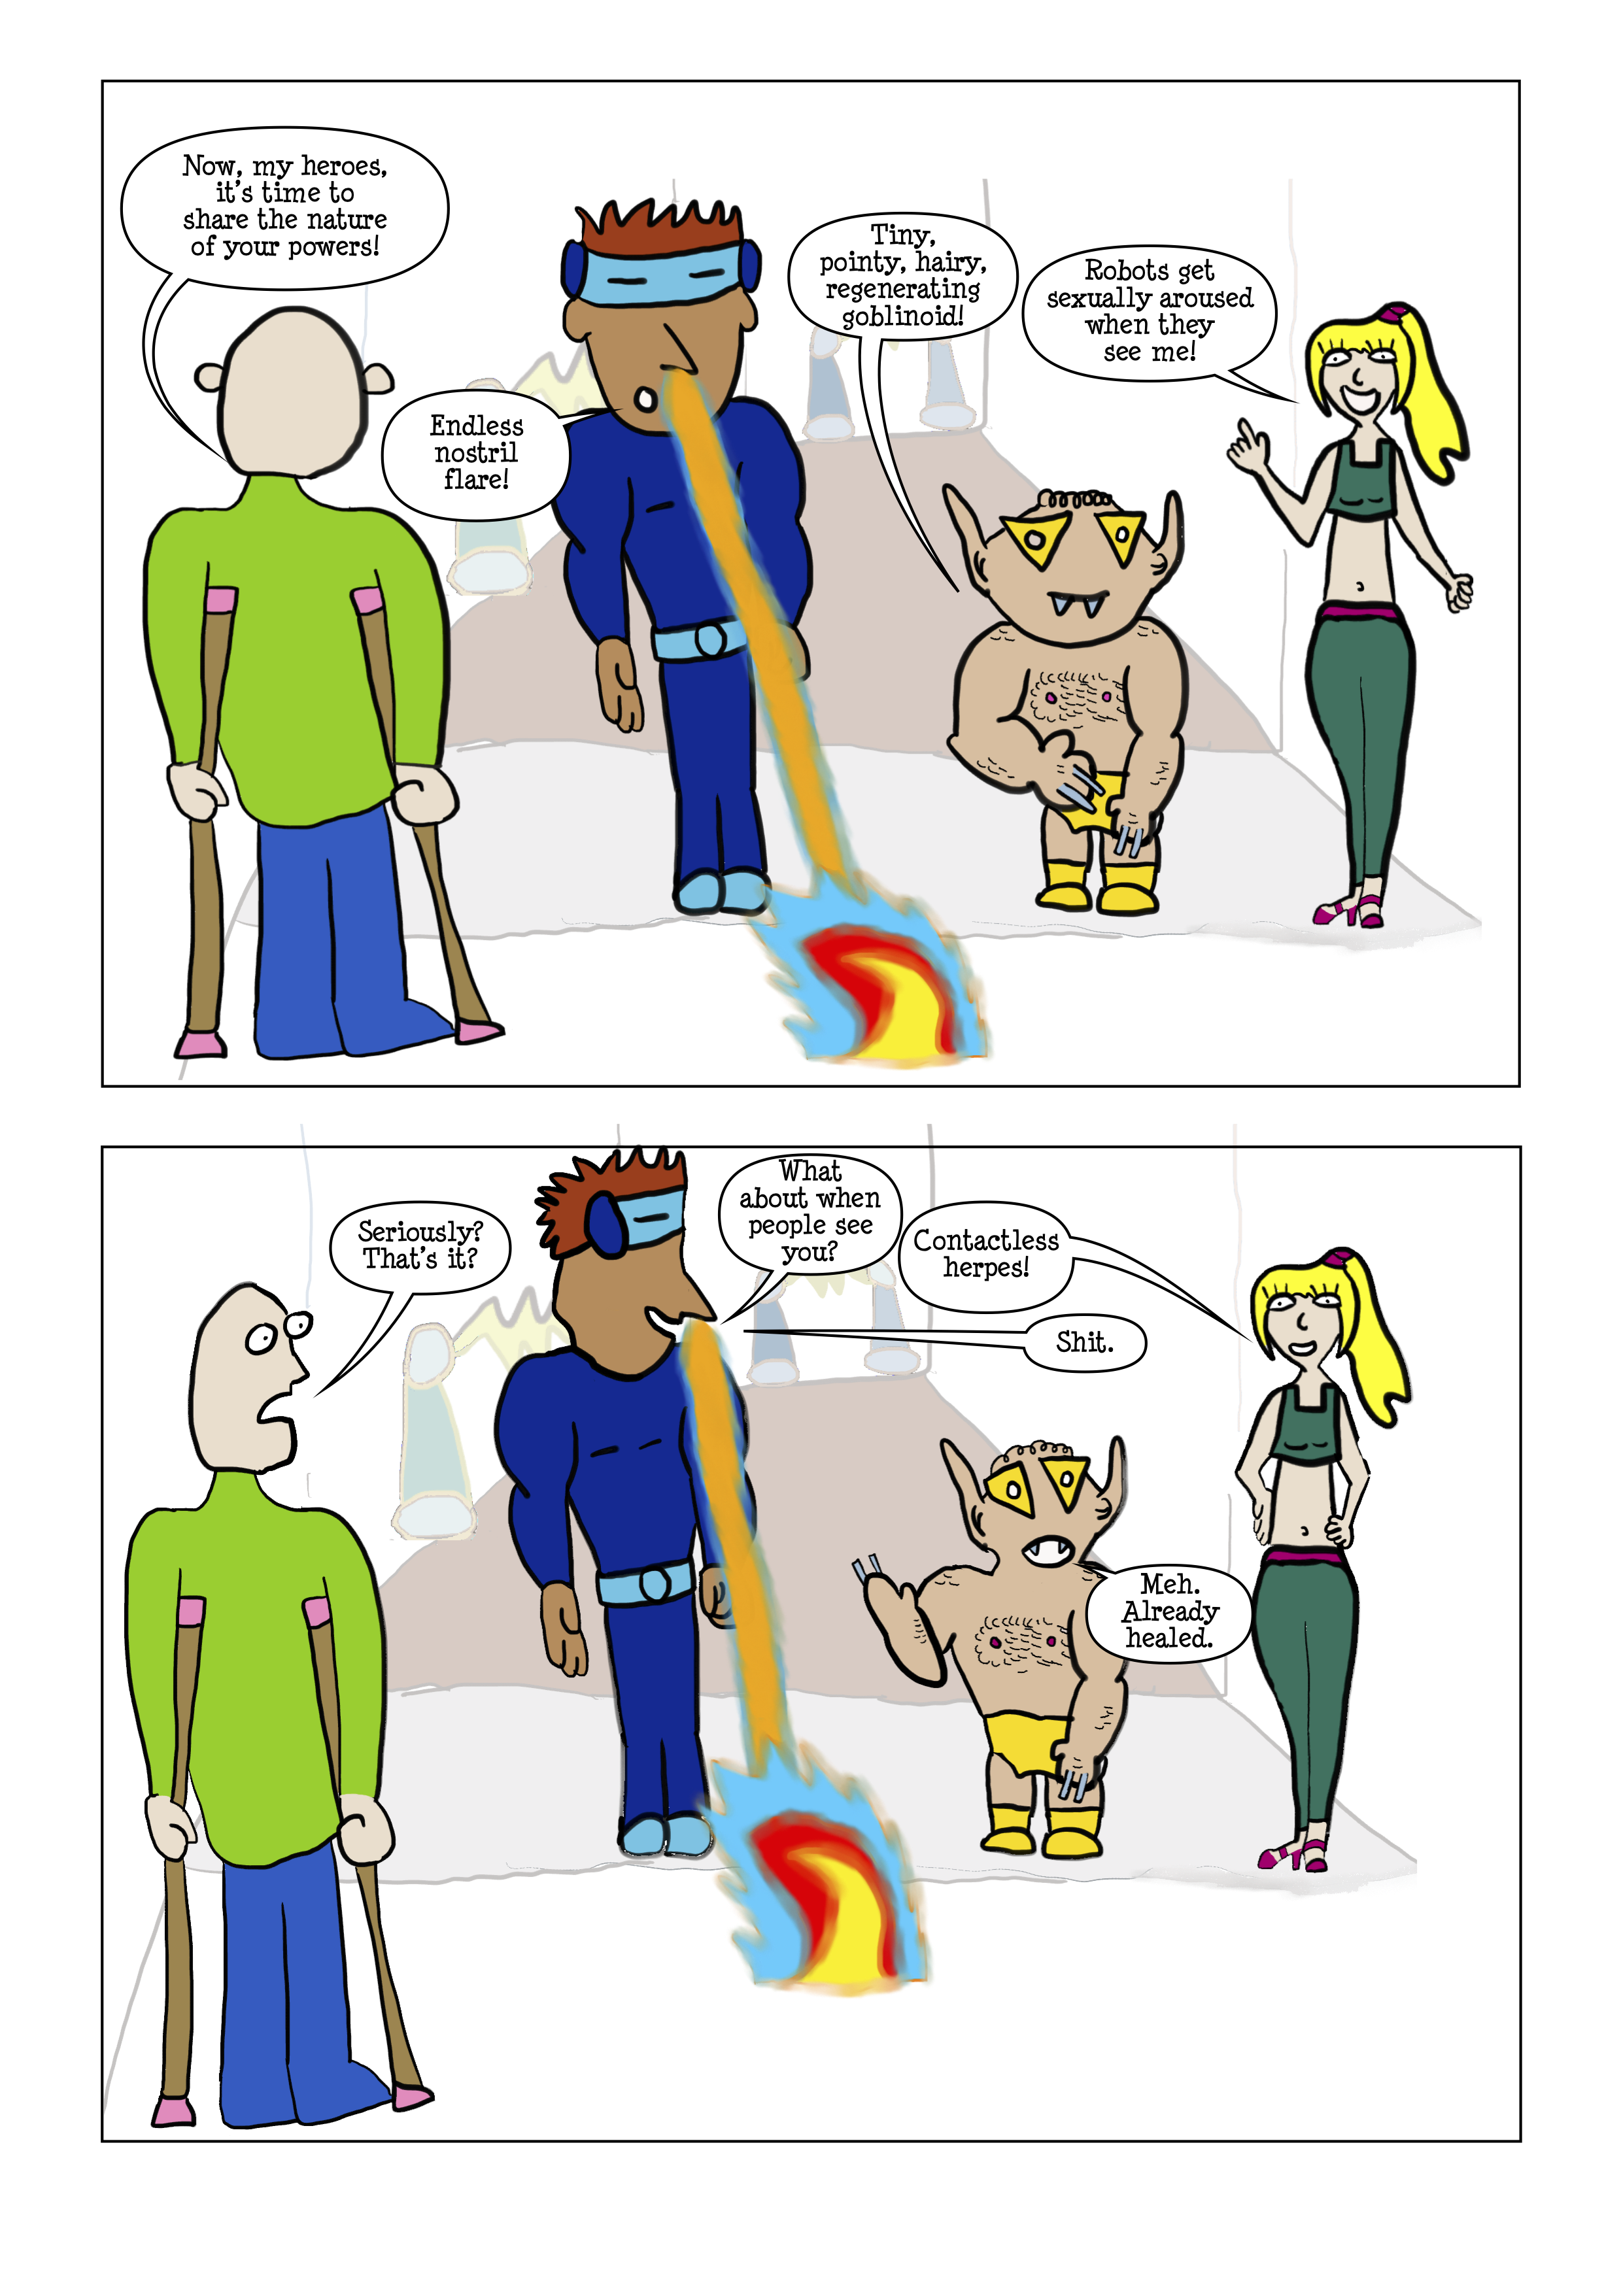 Now, my heroes,
it's time to
share the nature
of your powers!
Endless
nostril
flare!
Tiny,
pointy, hairy,
regenerating
goblinoid!
Robots get
sexually aroused
when they
see me!
Seriously?
That's it?
What
about when
people see
you?
Contactless
herpes!
Shit.
Meh.
Already
healed.